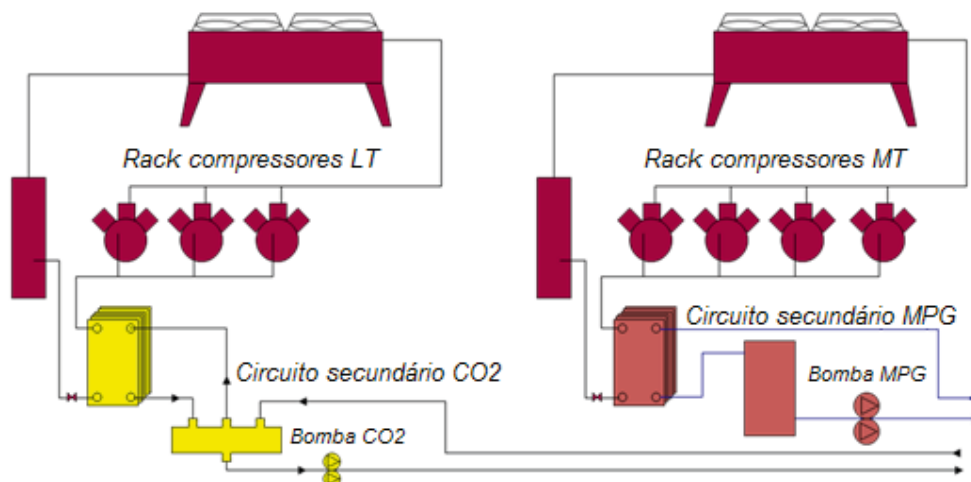 Rack compressores LT
Rack compressores MT
Circuito secundário MPG
Circuito secundário CO2
Bomba MPG
Bomba CO2